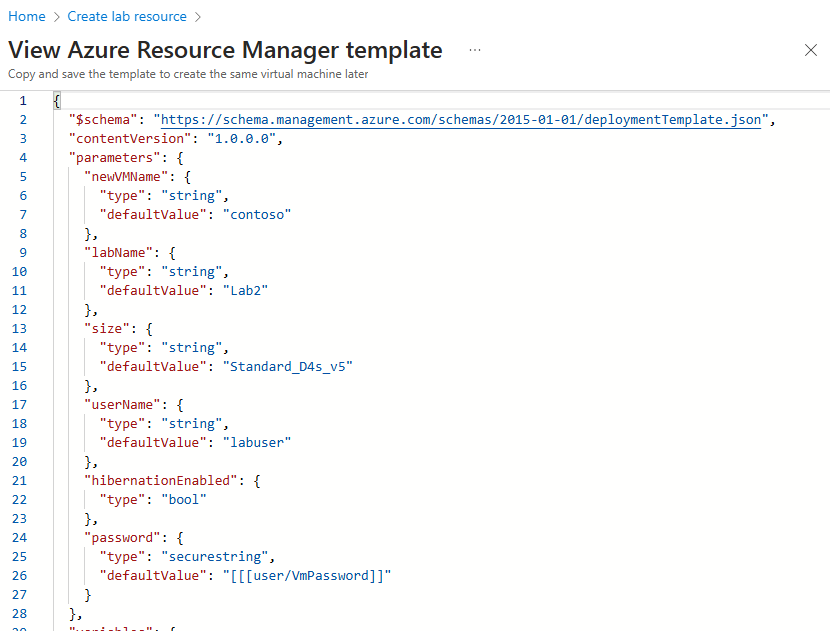 Home > Create lab resource >
View Azure Resource Manager template ...
Copy and save the template to create the same virtual machine later
1 {
2 "$schema": "https://schema.management.azure.com/schemas/2015-01-01/deploymentTemplate.json",
3 "contentVersion": "1.0.0.0",
4 "parameters": {
5 "newVMName": {
6 "type": "string",
7 "defaultValue": "contoso"
8 },
9 "labName": {
10 "type": "string",
11 "defaultValue": "Lab2"
12 },
13 "size": {
14 "type": "string",
15 "defaultValue": "Standard_D4s_v5"
16 },
17 "userName": {
18 "type": "string",
19 "defaultValue": "labuser"
20 },
21 "hibernationEnabled": {
22 "type": "bool"
23 },
24 "password": {
25 "type": "securestring",
26 "defaultValue": "[[[user/VmPassword]]"
27 }
28 },
29 "variables": {